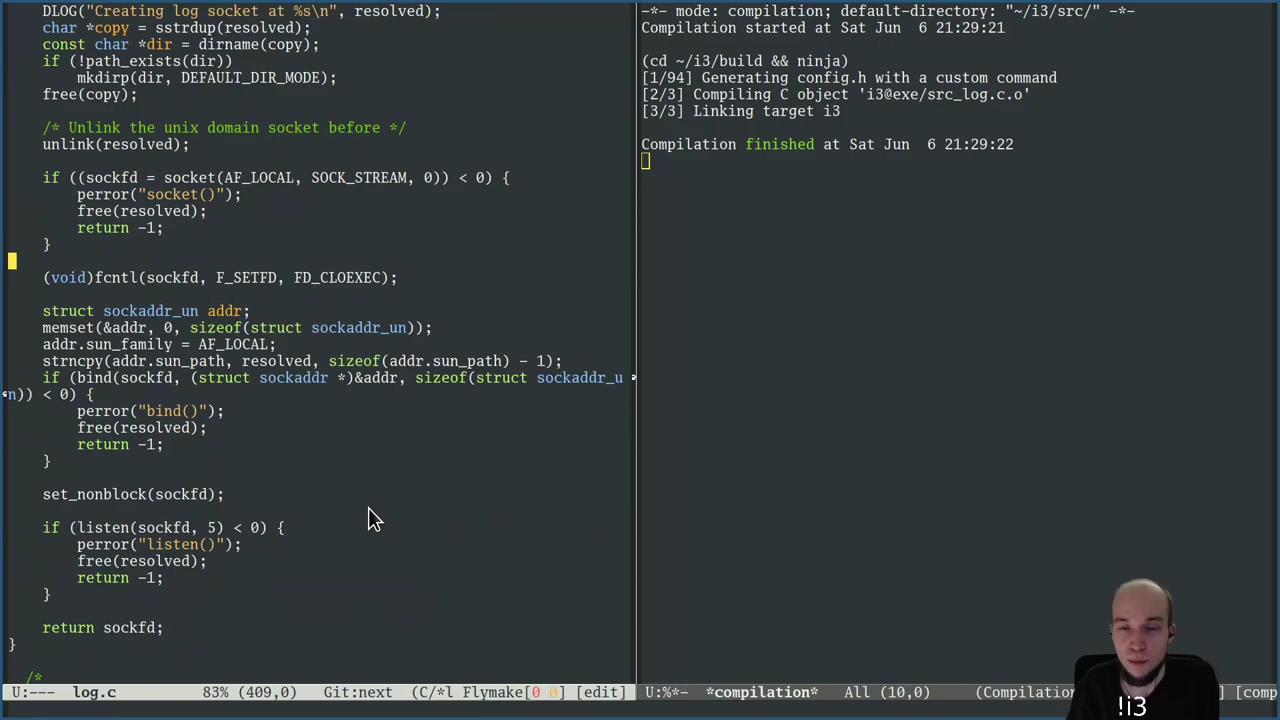 DLOG("Creating log socket at %s\n", resolved);
char *copy = sstrdup(resolved);
const char *dir = dirname(copy);
if (!path_exists(dir))
mkdirp(dir, DEFAULT_DIR_MODE);
free(copy);
/* Unlink the unix domain socket before */
unlink(resolved);
if ((sockfd = socket(AF_LOCAL, SOCK_STREAM, 0)) < 0) {
perror("socket()");
free(resolved);
return -1;
}
(void)fcntl(sockfd, F_SETFD, FD_CLOEXEC);
struct sockaddr_un addr;
memset(&addr, 0, sizeof(struct sockaddr_un));
addr.sun_family = AF_LOCAL;
strncpy(addr.sun_path, resolved, sizeof(addr.sun_path) - 1);
if (bind(sockfd, (struct sockaddr *)&addr, sizeof(struct sockaddr_u
n)) < 0) {
perror("bind()");
free(resolved);
return -1;
}
set_nonblock(sockfd);
if (listen(sockfd, 5) < 0) {
perror("listen()");
free(resolved);
return -1;
}
return sockfd;
}
/*
U:--- log.c 83% (409,0) Git:next (C/*l Flymake[0 0] [edit]
-*- mode: compilation; default-directory: "~/i3/src/" -*-
Compilation started at Sat Jun 6 21:29:21
(cd ~/i3/build && ninja)
[1/94] Generating config.h with a custom command
[2/3] Compiling C object 'i3@exe/src_log.c.o'
[3/3] Linking target i3
Compilation finished at Sat Jun 6 21:29:22
U:%*- *compilation* All (10,0) (Compilation ] [comp
!i3